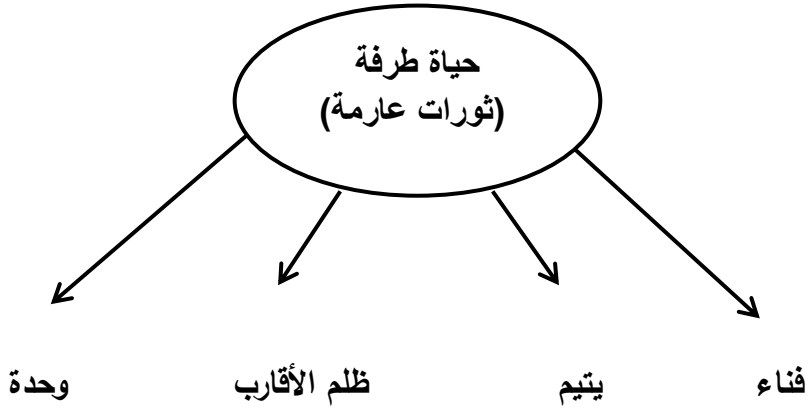 حياة طرفة
(ثورات عارمة)
فناء
يتيم
ظلم الأقارب
وحدة